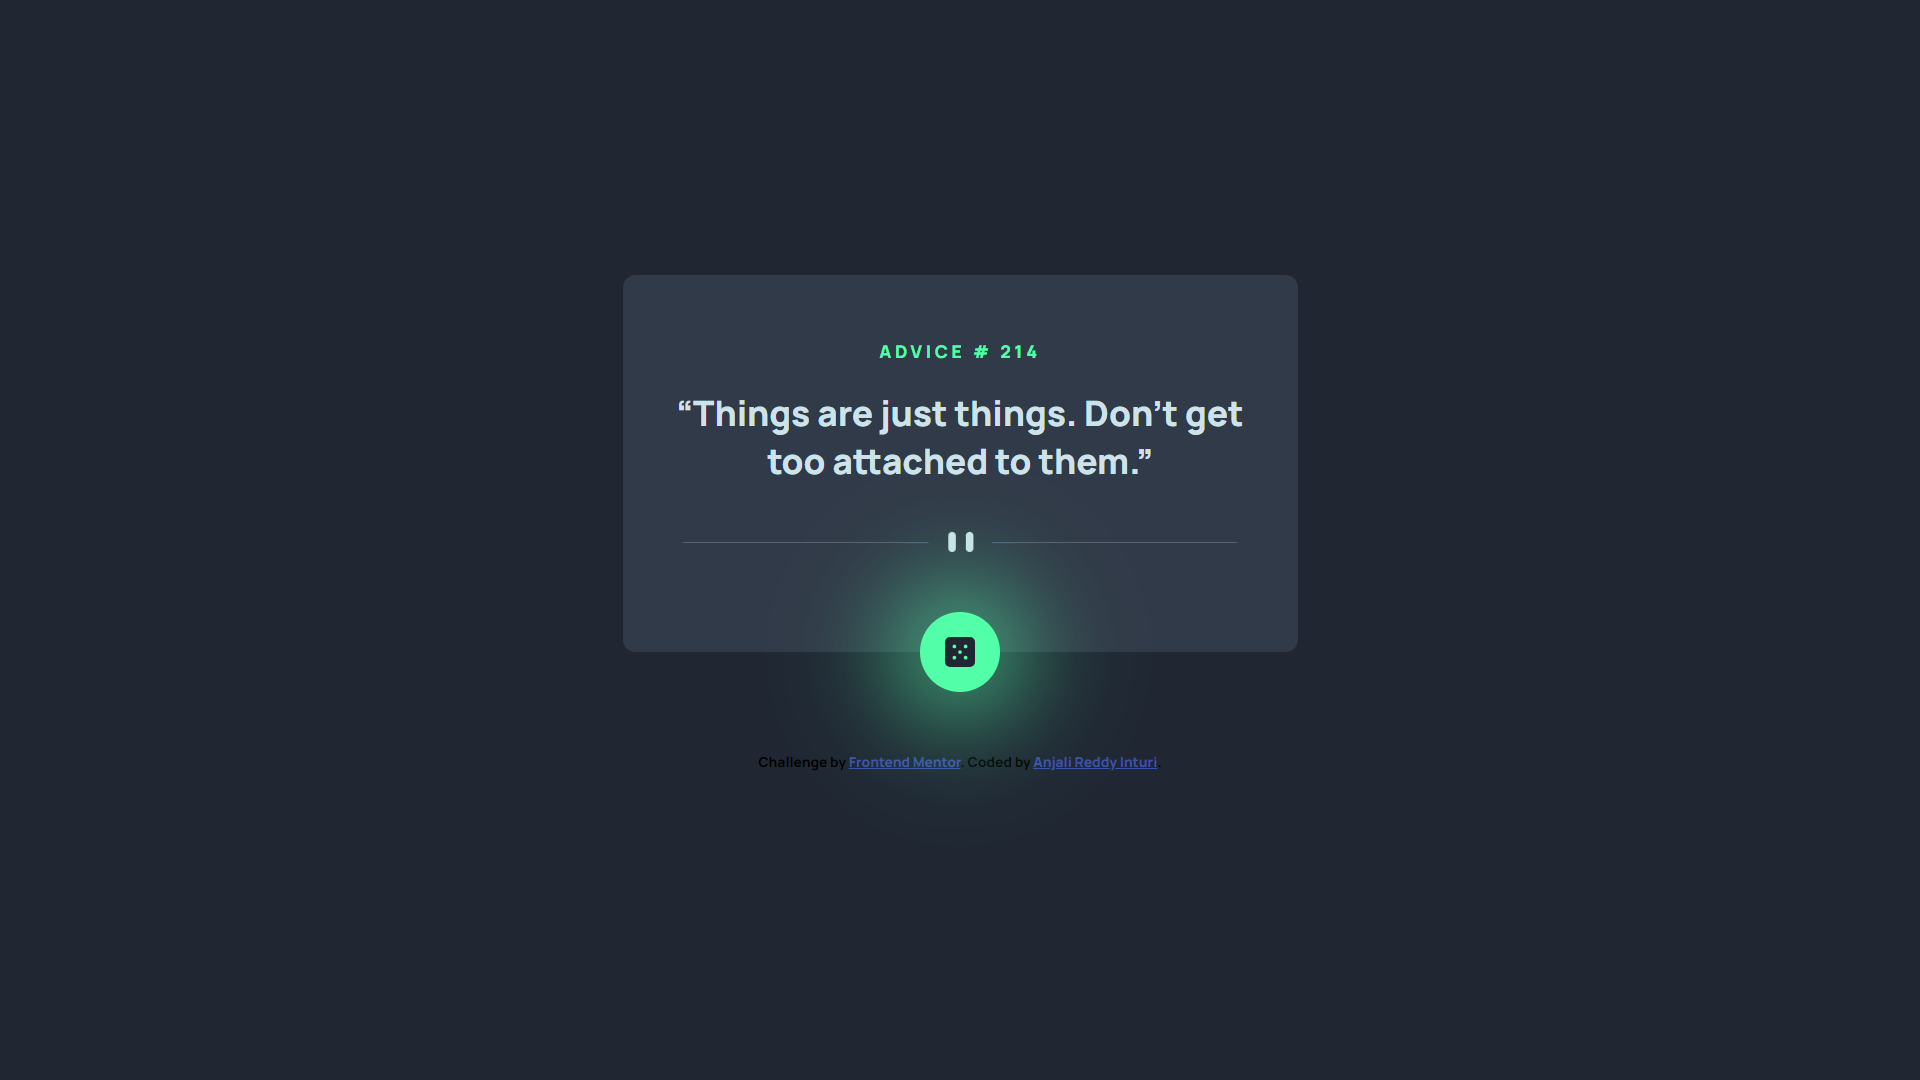 ADVICE # 214
“Things are just things. Don’t get
too attached to them.”
Challenge by Frontend Mentor. Coded by Anjali Reddy Inturi.